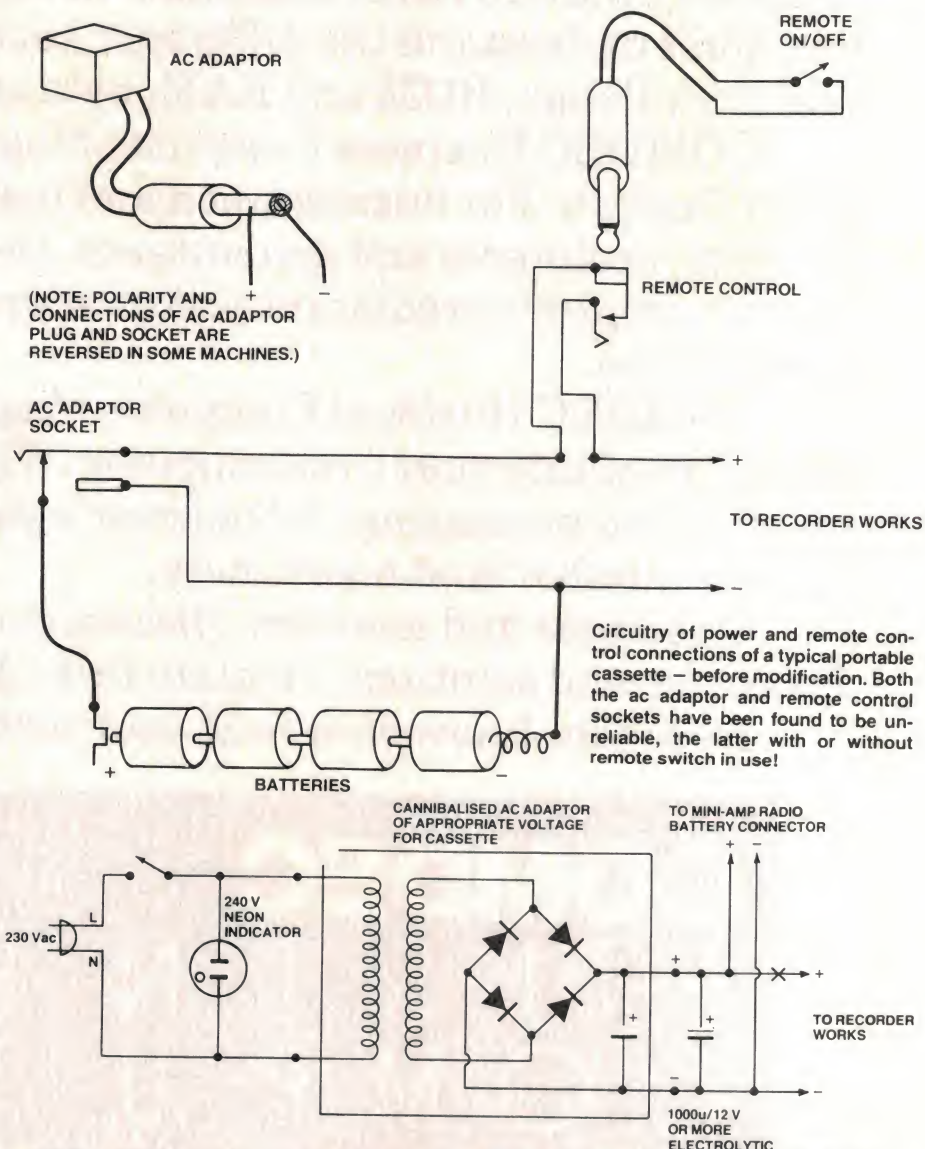 AC ADAPTOR
REMOTE
ON/OFF
+ −
(NOTE: POLARITY AND
CONNECTIONS OF AC ADAPTOR
PLUG AND SOCKET ARE
REVERSED IN SOME MACHINES.)
REMOTE CONTROL
AC ADAPTOR
SOCKET
+
TO RECORDER WORKS
−
Circuitry of power and remote con-
trol connections of a typical portable
cassette – before modification. Both
the ac adaptor and remote control
sockets have been found to be un-
reliable, the latter with or without
remote switch in use!
+
−
BATTERIES
CANNIBALISED AC ADAPTOR
OF APPROPRIATE VOLTAGE
FOR CASSETTE
TO MINI-AMP RADIO
BATTERY CONNECTOR
+ −
230 Vac
L
N
240 V
NEON
INDICATOR
+
+
+
+
TO RECORDER
WORKS
−
−
1000u/12 V
OR MORE
ELECTROLYTIC